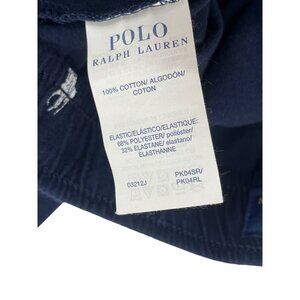 POLO
RALPH LAUREN
100% COTTON/ ALGODÓN/
COTON
ELASTIC/ELÁSTICO/ELASTIQUE:
68% POLYESTER/ poliéster/
32% ELASTANE/ elastano/
ELASTHANNE
03212J
PK04SR/
PK04RL